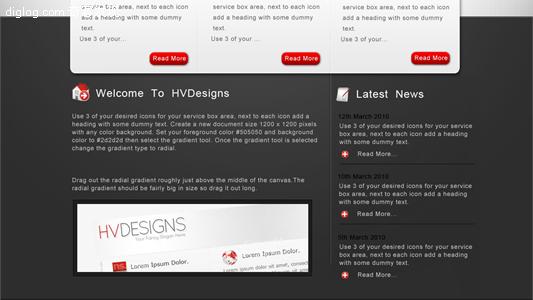 diglog.com
box area, next to each icon
add a heading with some dummy
text.
Use 3 of your...
Read More
service box area, next to each icon
add a heading with some dummy
text.
Use 3 of your ...
Read More
service box area, next to each icon
add a heading with some dummy
text.
Use 3 of your...
Read More
Welcome To HVDesigns
Use 3 of your desired icons for your service box area, next to each icon add a
heading with some dummy text. Create a new document size 1200 x 1200 pixels
with any color background. Set your foreground color #505050 and background
color to #2d2d2d then select the gradient tool. Once the gradient tool is selected
change the gradient type to radial.
Drag out the radial gradient roughly just above the middle of the canvas.The
radial gradient should be fairly big in size so drag it out long.
HVDESIGNS
Your Fancy Slogan Here
Lorem Ipsum Dolor.
Lorem Ipsum Dolor.
Latest News
12th March 2010
Use 3 of your desired icons for your service
box area, next to each icon add a heading
with some dummy text.
Read More...
10th March 2010
Use 3 of your desired icons for your service
box area, next to each icon add a heading
with some dummy text.
Read More...
5th March 2010
Use 3 of your desired icons for your service
box area, next to each icon add a heading
with some dummy text.
Read More...